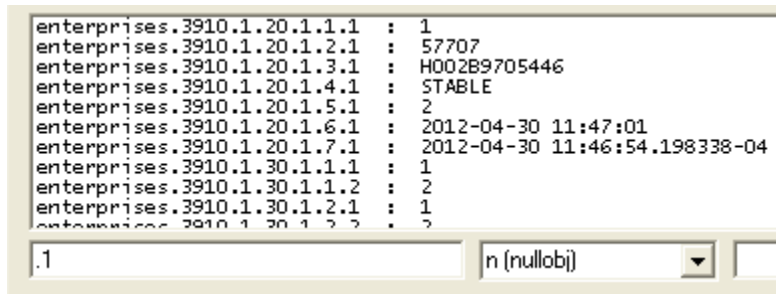 enterprises.3910.1.20.1.1.1 : 1
enterprises.3910.1.20.1.2.1 : 57707
enterprises.3910.1.20.1.3.1 : H002B9705446
enterprises.3910.1.20.1.4.1 : STABLE
enterprises.3910.1.20.1.5.1 : 2
enterprises.3910.1.20.1.6.1 : 2012-04-30 11:47:01
enterprises.3910.1.20.1.7.1 : 2012-04-30 11:46:54.198338-04
enterprises.3910.1.30.1.1.1 : 1
enterprises.3910.1.30.1.1.2 : 2
enterprises.3910.1.30.1.2.1 : 1
.1
n (nullobj)